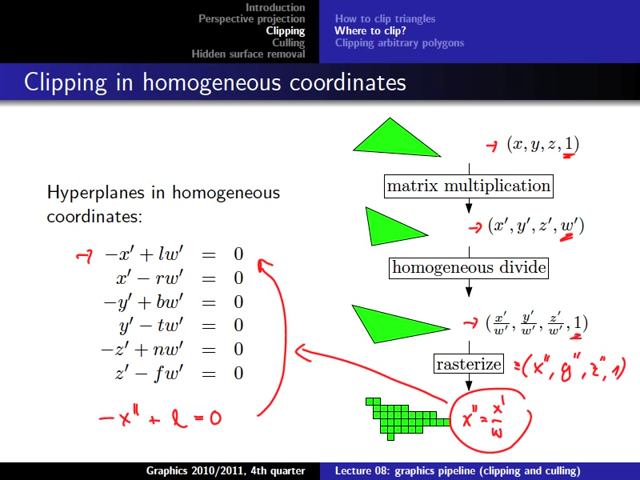 Introduction
Perspective projection
Clipping
Culling
Hidden surface removal
How to clip triangles
Where to clip?
Clipping arbitrary polygons
Clipping in homogeneous coordinates
Hyperplanes in homogeneous
coordinates:
→ −x′ + lw′ = 0
x′ − rw′ = 0
−y′ + bw′ = 0
y′ − tw′ = 0
−z′ + nw′ = 0
z′ − fw′ = 0
−x″ + l = 0
→ (x, y, z, 1)
matrix multiplication
→ (x′, y′, z′, w′)
homogeneous divide
→ (x′/w′, y′/w′, z′/w′, 1)
rasterize
=(x″, y″, z″, 1)
x″ = x′/w
Graphics 2010/2011, 4th quarter
Lecture 08: graphics pipeline (clipping and culling)